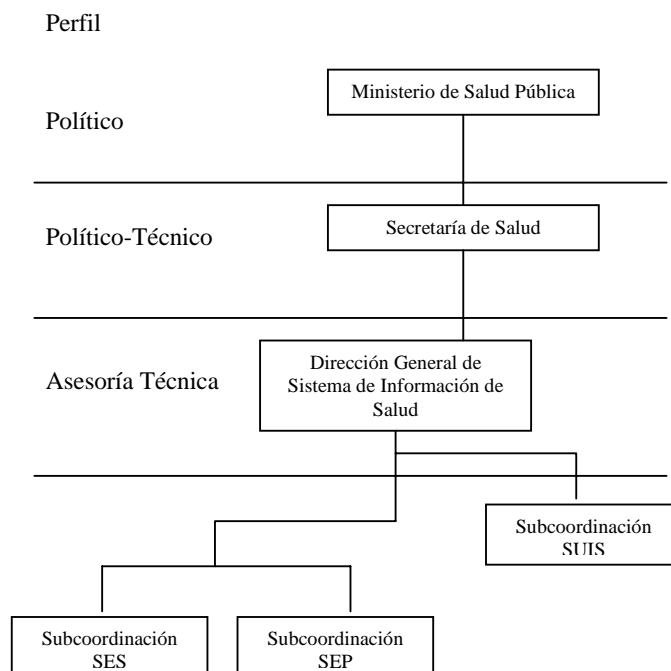 Perfil
Ministerio de Salud Pública
Político
Secretaría de Salud
Político-Técnico
Dirección General de
Sistema de Información de
Salud
Asesoría Técnica
Subcoordinación
SUIS
Subcoordinación
SES
Subcoordinación
SEP